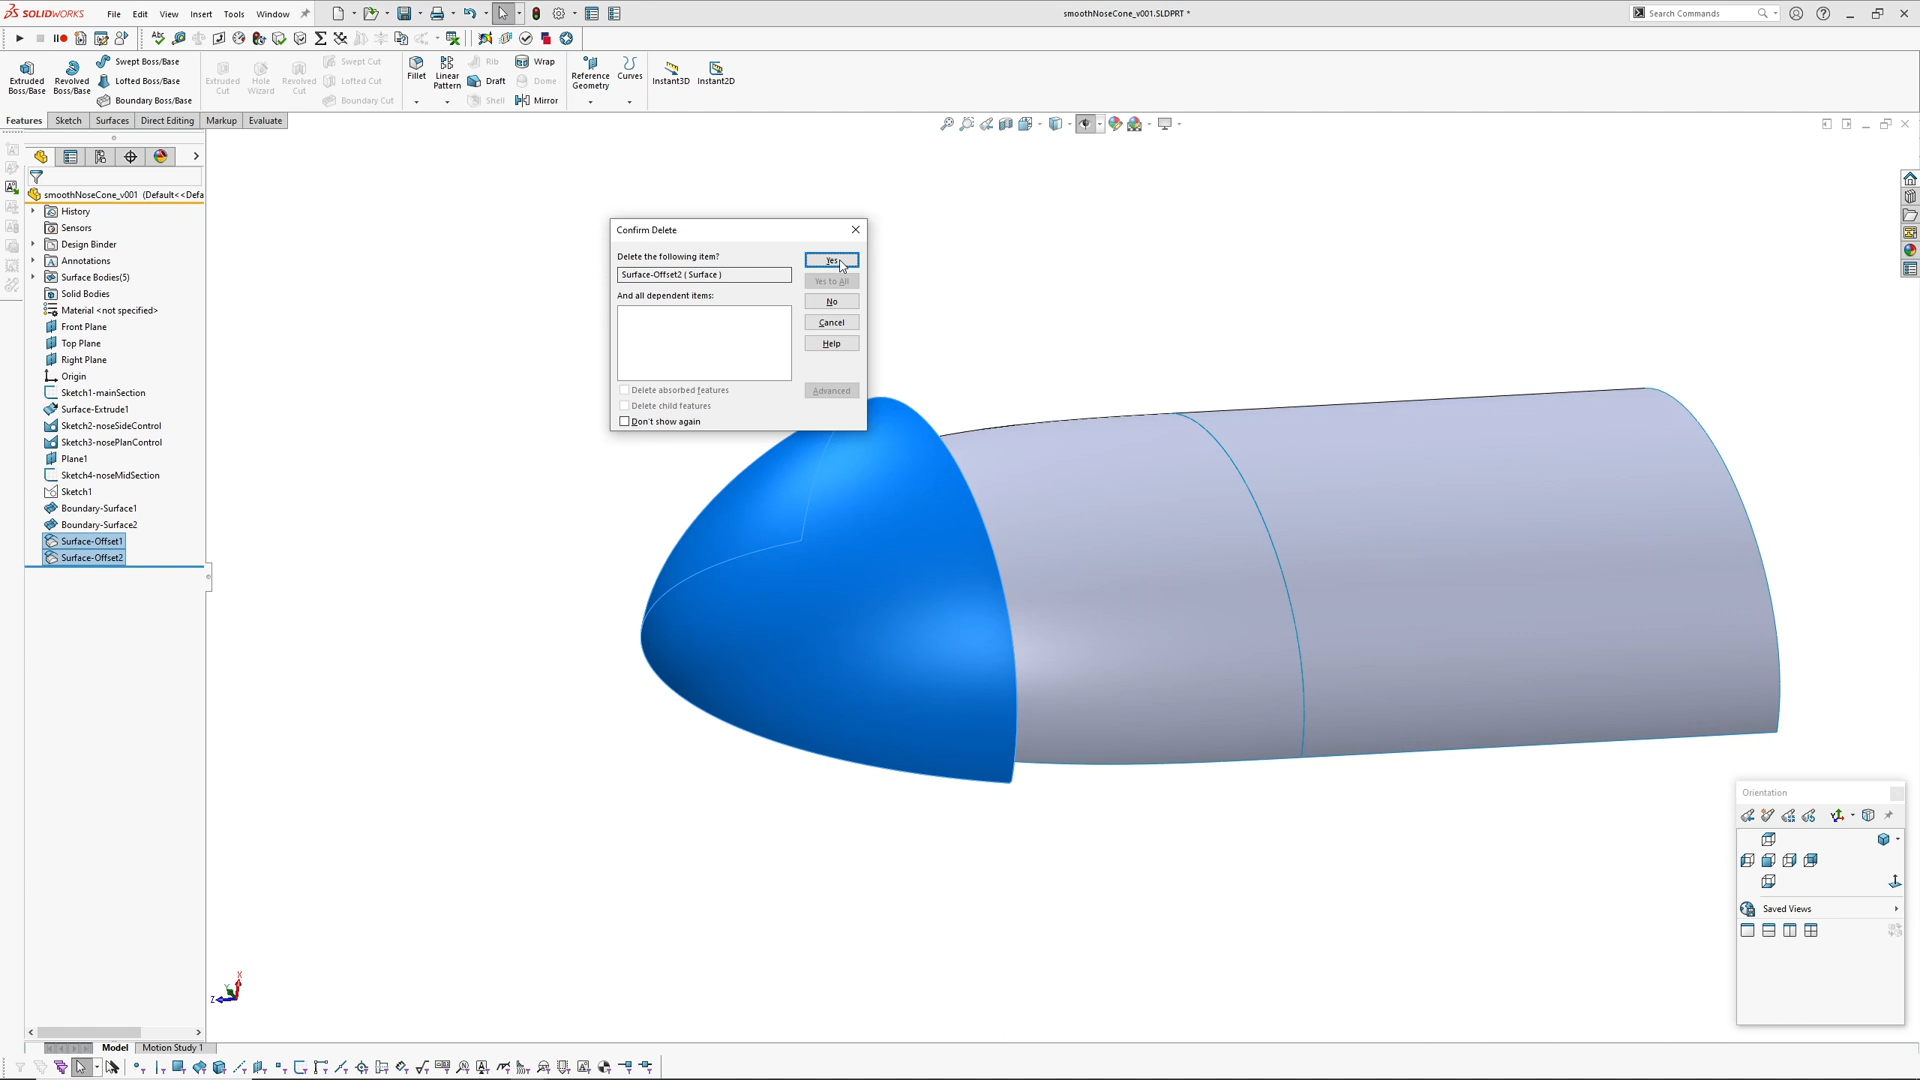 SOLIDWORKS File Edit View Insert Tools Window
smoothNoseCone_v001.SLDPRT *
Search Commands
Extruded Boss/Base
Revolved Boss/Base
Swept Boss/Base
Lofted Boss/Base
Boundary Boss/Base
Extruded Cut
Hole Wizard
Revolved Cut
Swept Cut
Lofted Cut
Boundary Cut
Fillet
Linear Pattern
Rib
Draft
Shell
Wrap
Dome
Mirror
Reference Geometry
Curves
Instant3D
Instant2D
Features Sketch Surfaces Direct Editing Markup Evaluate
smoothNoseCone_v001 (Default<<Defa
History
Sensors
Design Binder
Annotations
Surface Bodies(5)
Solid Bodies
Material <not specified>
Front Plane
Top Plane
Right Plane
Origin
Sketch1-mainSection
Surface-Extrude1
Sketch2-noseSideControl
Sketch3-nosePlanControl
Plane1
Sketch4-noseMidSection
Sketch1
Boundary-Surface1
Boundary-Surface2
Surface-Offset1
Surface-Offset2
Confirm Delete
Delete the following item?
Surface-Offset2 ( Surface )
And all dependent items:
Delete absorbed features
Delete child features
Don't show again
Yes
Yes to All
No
Cancel
Help
Advanced
Orientation
Saved Views
X
Y
Z
Model Motion Study 1